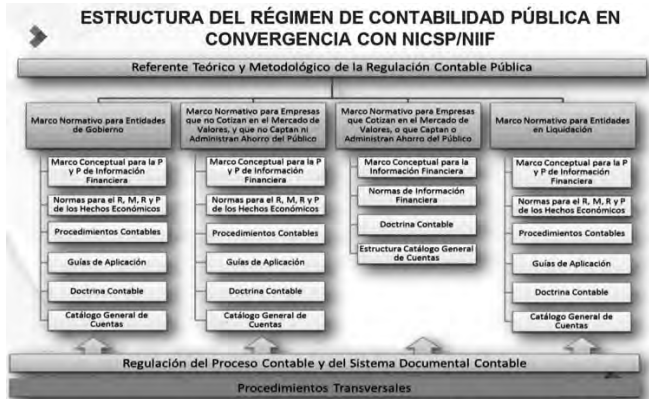 ESTRUCTURA DEL RÉGIMEN DE CONTABILIDAD PÚBLICA EN
CONVERGENCIA CON NICSP/NIIF
Referente Teórico y Metodológico de la Regulación Contable Pública
Marco Normativo para Entidades
de Gobierno
Marco Conceptual para la P
y P de Información
Financiera
Normas para el R, M, R y P
de los Hechos Económicos
Procedimientos Contables
Guías de Aplicación
Doctrina Contable
Catálogo General de
Cuentas
Marco Normativo para Empresas
que no Cotizan en el Mercado de
Valores, y que no Captan ni
Administran Ahorro del Público
Marco Conceptual para la P
y P de Información
Financiera
Normas para el R, M, R y P
de los Hechos Económicos
Procedimientos Contables
Guías de Aplicación
Doctrina Contable
Catálogo General de
Cuentas
Marco Normativo para Empresas
que Cotizan en el Mercado de
Valores, o que Captan o
Administran Ahorro del Público
Marco Conceptual para la
Información Financiera
Normas de Información
Financiera
Doctrina Contable
Estructura Catálogo General
de Cuentas
Marco Normativo para Entidades
en Liquidación
Marco Conceptual para la P
y P de Información
Financiera
Normas para el R, M, R y P
de los Hechos Económicos
Procedimientos Contables
Guías de Aplicación
Doctrina Contable
Catálogo General de
Cuentas
Regulación del Proceso Contable y del Sistema Documental Contable
Procedimientos Transversales